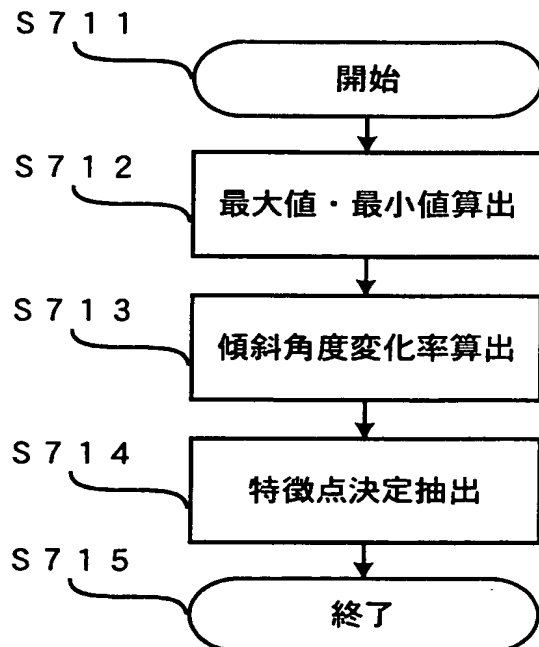 S711
開始
S712
最大値・最小値算出
S713
傾斜角度変化率算出
S714
特徴点決定抽出
S715
終了